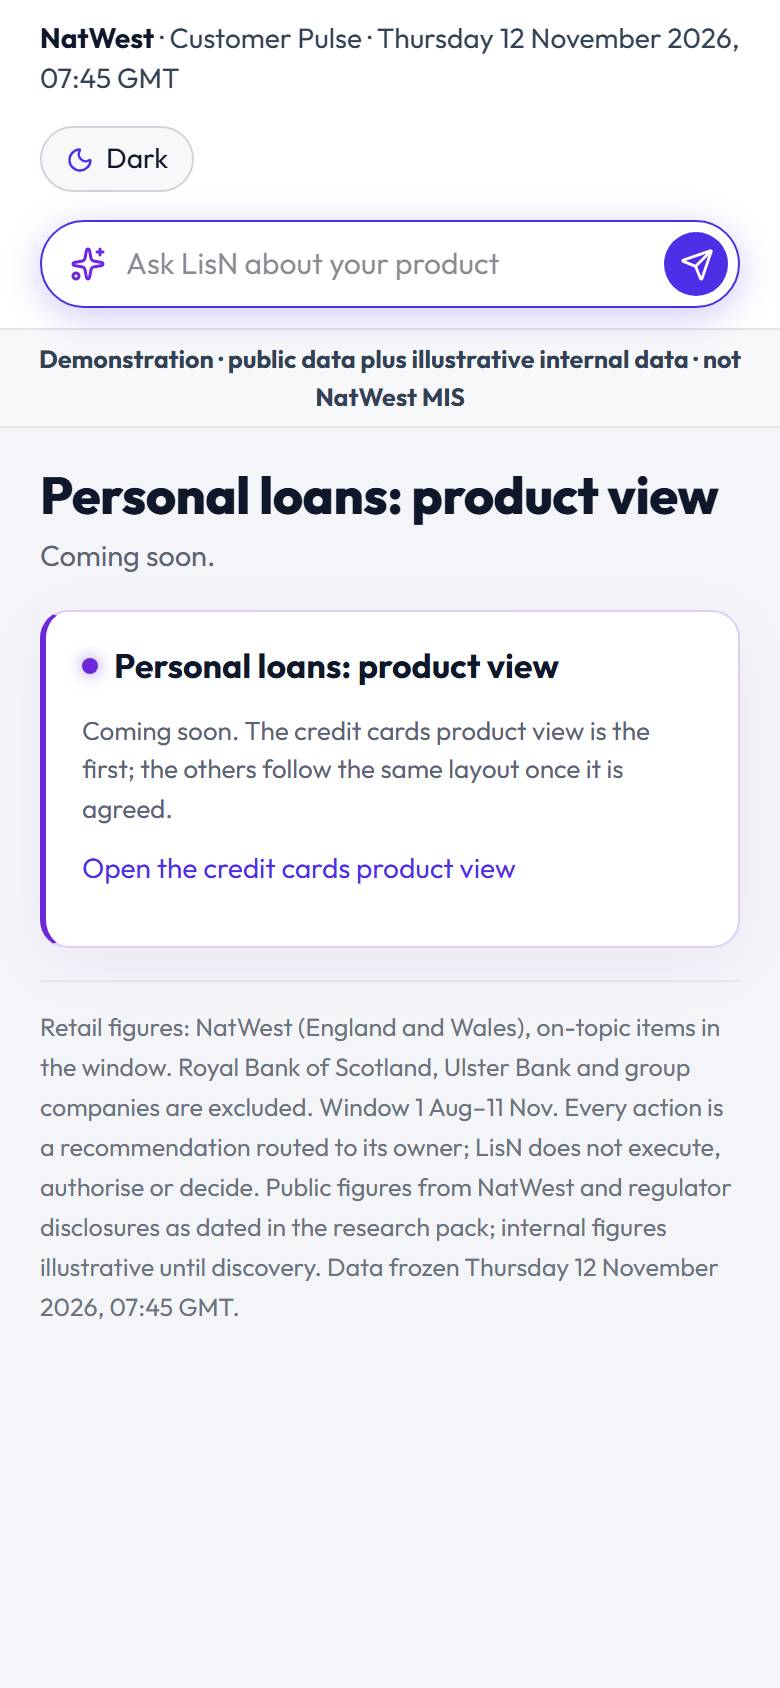 NatWest · Customer Pulse · Thursday 12 November 2026,
07:45 GMT
Dark
Ask LisN about your product
Demonstration · public data plus illustrative internal data · not
NatWest MIS
Personal loans: product view
Coming soon.
Personal loans: product view
Coming soon. The credit cards product view is the
first; the others follow the same layout once it is
agreed.
Open the credit cards product view
Retail figures: NatWest (England and Wales), on-topic items in
the window. Royal Bank of Scotland, Ulster Bank and group
companies are excluded. Window 1 Aug–11 Nov. Every action is
a recommendation routed to its owner; LisN does not execute,
authorise or decide. Public figures from NatWest and regulator
disclosures as dated in the research pack; internal figures
illustrative until discovery. Data frozen Thursday 12 November
2026, 07:45 GMT.